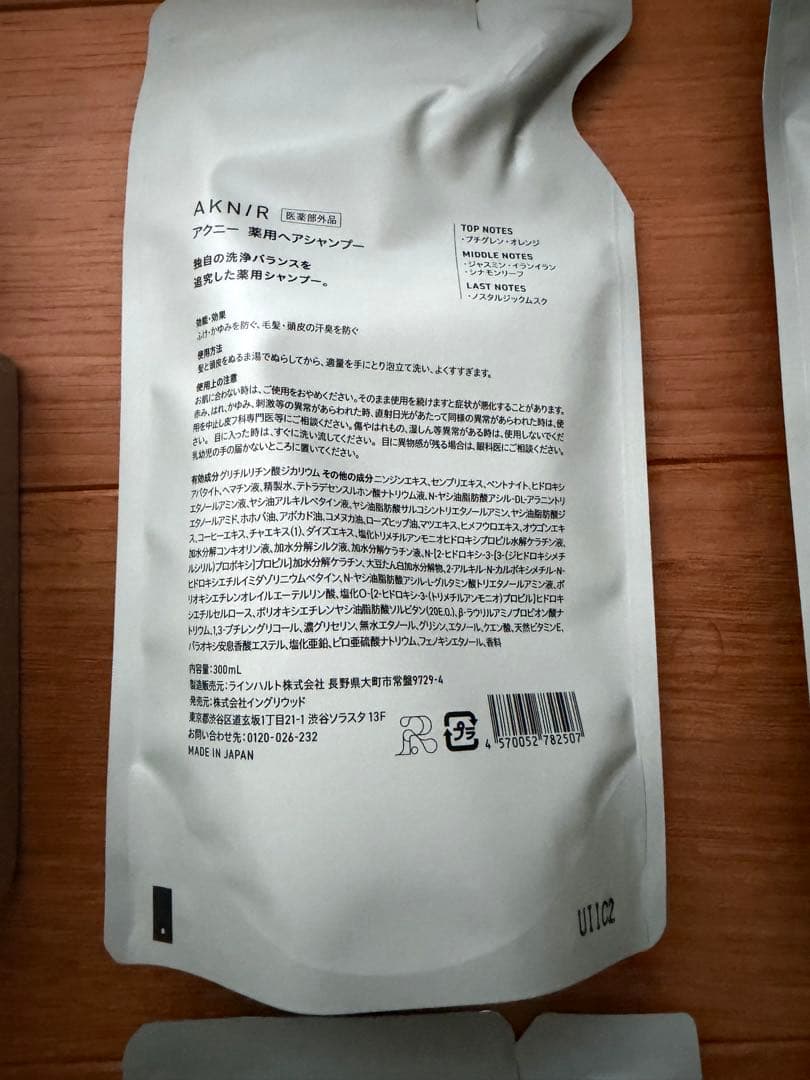 AKNIR 医薬部外品
アクニー 薬用ヘアシャンプー
独自の洗浄バランスを
追究した薬用シャンプー。
TOP NOTES
・プチグレン・オレンジ
MIDDLE NOTES
・ジャスミン・イランイラン
・シナモンリーフ
LAST NOTES
・ノスタルジックムスク
効能・効果
ふけ・かゆみを防ぐ、毛髪・頭皮の汗臭を防ぐ
使用方法
髪と頭皮をぬるま湯でぬらしてから、適量を手にとり泡立て洗い、よくすすぎます。
使用上の注意
お肌に合わない時は、ご使用をおやめください。そのまま使用を続けますと症状が悪化することがあります。
赤み、はれ、かゆみ、刺激等の異常があらわれた時、直射日光があたって同様の異常があらわれた時は、使
用を中止し皮フ科専門医等にご相談ください。傷やはれもの、湿しん等異常がある時は、使用しないでくだ
さい。 目に入った時は、すぐに洗い流してください。 目に異物感が残る場合は、眼科医にご相談ください。
乳幼児の手の届かないところに置いてください。
有効成分グリチルリチン酸ジカリウム その他の成分ニンジンエキス、センブリエキス、ベントナイト、ヒドロキシ
アパタイト、ヘマチン液、精製水、テトラデセンスルホン酸ナトリウム液、N-ヤシ油脂肪酸アシル-DL-アラニントリ
エタノールアミン液、ヤシ油アルキルベタイン液、ヤシ油脂肪酸サルコシントリエタノールアミン、ヤシ油脂肪酸ジ
エタノールアミド、ホホバ油、アボカド油、コメヌカ油、ローズヒップ油、マツエキス、ヒメフウロエキス、オウゴンエキ
ス、コーヒーエキス、チャエキス(1)、ダイズエキス、塩化トリメチルアンモニオヒドロキシプロピル加水分解ケラチン液、
加水分解コンキオリン液、加水分解シルク液、加水分解ケラチン液、N-[2-ヒドロキシ-3-{3-(ジヒドロキシメチ
ルシリル)プロポキシ}プロピル]加水分解ケラチン、大豆たん白加水分解物、2-アルキル-N-カルボキシメチル-N-
ヒドロキシエチルイミダゾリニウムベタイン、N-ヤシ油脂肪酸アシル-L-グルタミン酸トリエタノールアミン液、ポ
リオキシエチレンオレイルエーテルリン酸、塩化O-[2-ヒドロキシ-3-(トリメチルアンモニオ)プロピル]ヒドロキ
シエチルセルロース、ポリオキシエチレンヤシ油脂肪酸ソルビタン(20E.O.)、β-ラウリルアミノプロピオン酸ナ
トリウム、1,3-ブチレングリコール、濃グリセリン、無水エタノール、グリシン、エタノール、クエン酸、天然ビタミンE、
パラオキシ安息香酸エステル、塩化亜鉛、ピロ亜硫酸ナトリウム、フェノキシエタノール、香料
内容量:300mL
製造販売元:ラインハルト株式会社 長野県大町市常盤9729-4
発売元:株式会社イングリウッド
東京都渋谷区道玄坂1丁目21-1 渋谷ソラスタ 13F
お問い合わせ先:0120-026-232
MADE IN JAPAN
R
プラ
4 570052 782507
UI1C2